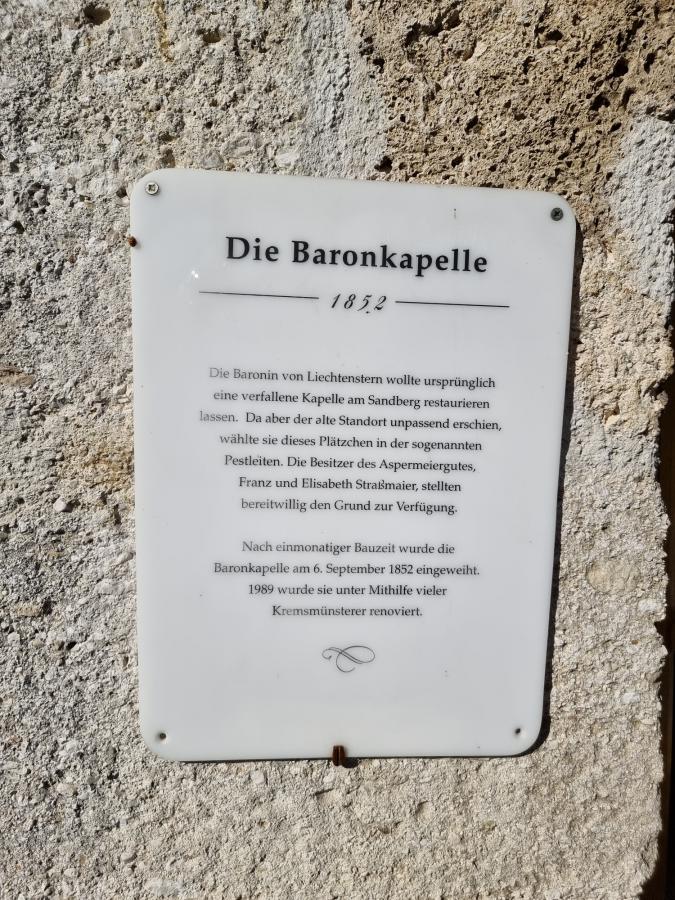 Die Baronkapelle
1852
Die Baronin von Liechtenstern wollte ursprünglich
eine verfallene Kapelle am Sandberg restaurieren
lassen. Da aber der alte Standort unpassend erschien,
wählte sie dieses Plätzchen in der sogenannten
Pestleiten. Die Besitzer des Aspermeiergutes,
Franz und Elisabeth Straßmaier, stellten
bereitwillig den Grund zur Verfügung.
Nach einmonatiger Bauzeit wurde die
Baronkapelle am 6. September 1852 eingeweiht.
1989 wurde sie unter Mithilfe vieler
Kremsmünsterer renoviert.